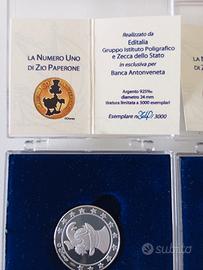 LA NUMERO UNO
DI ZIO PAPERONE
©Disney
Realizzato da
Editalia
Gruppo Istituto Poligrafico
e Zecca dello Stato
in esclusiva per
Banca Antonveneta
Argento 925‰
diametro 24 mm
(tiratura limitata a 3000 esemplari)
Esemplare n° /3000
subito